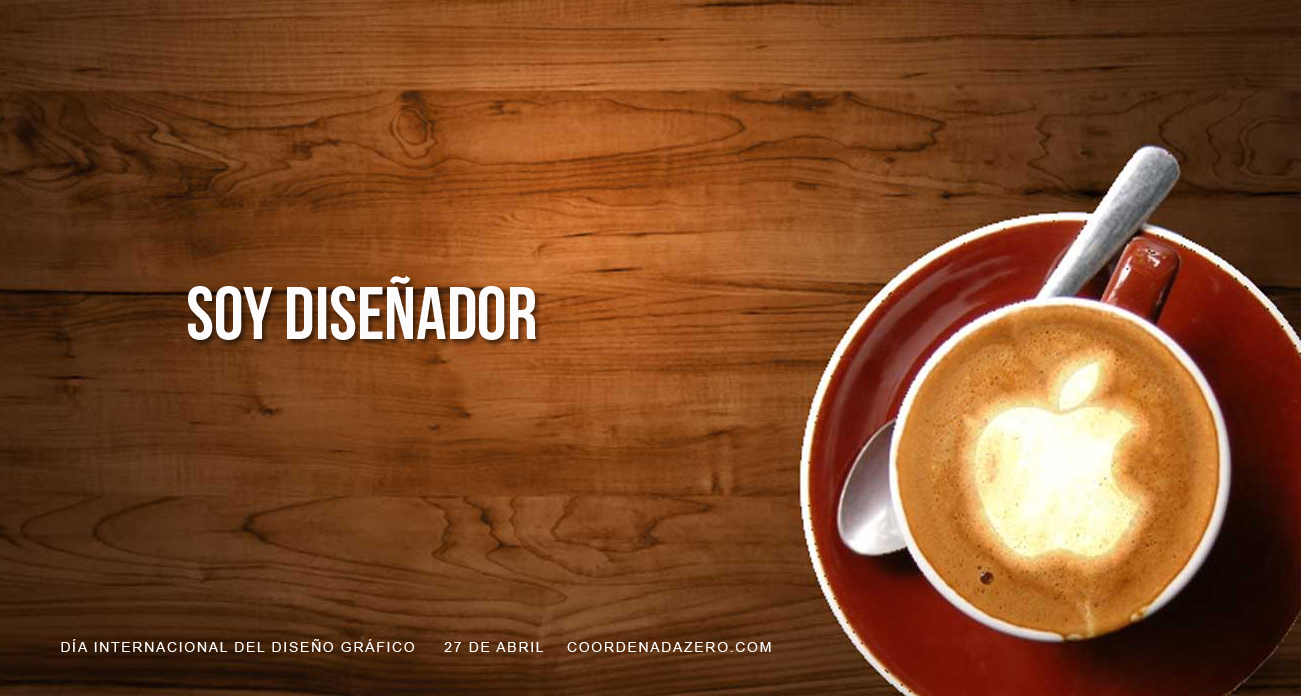 SOY DISEÑADOR
DÍA INTERNACIONAL DEL DISEÑO GRÁFICO 27 DE ABRIL COORDENADAZERO.COM